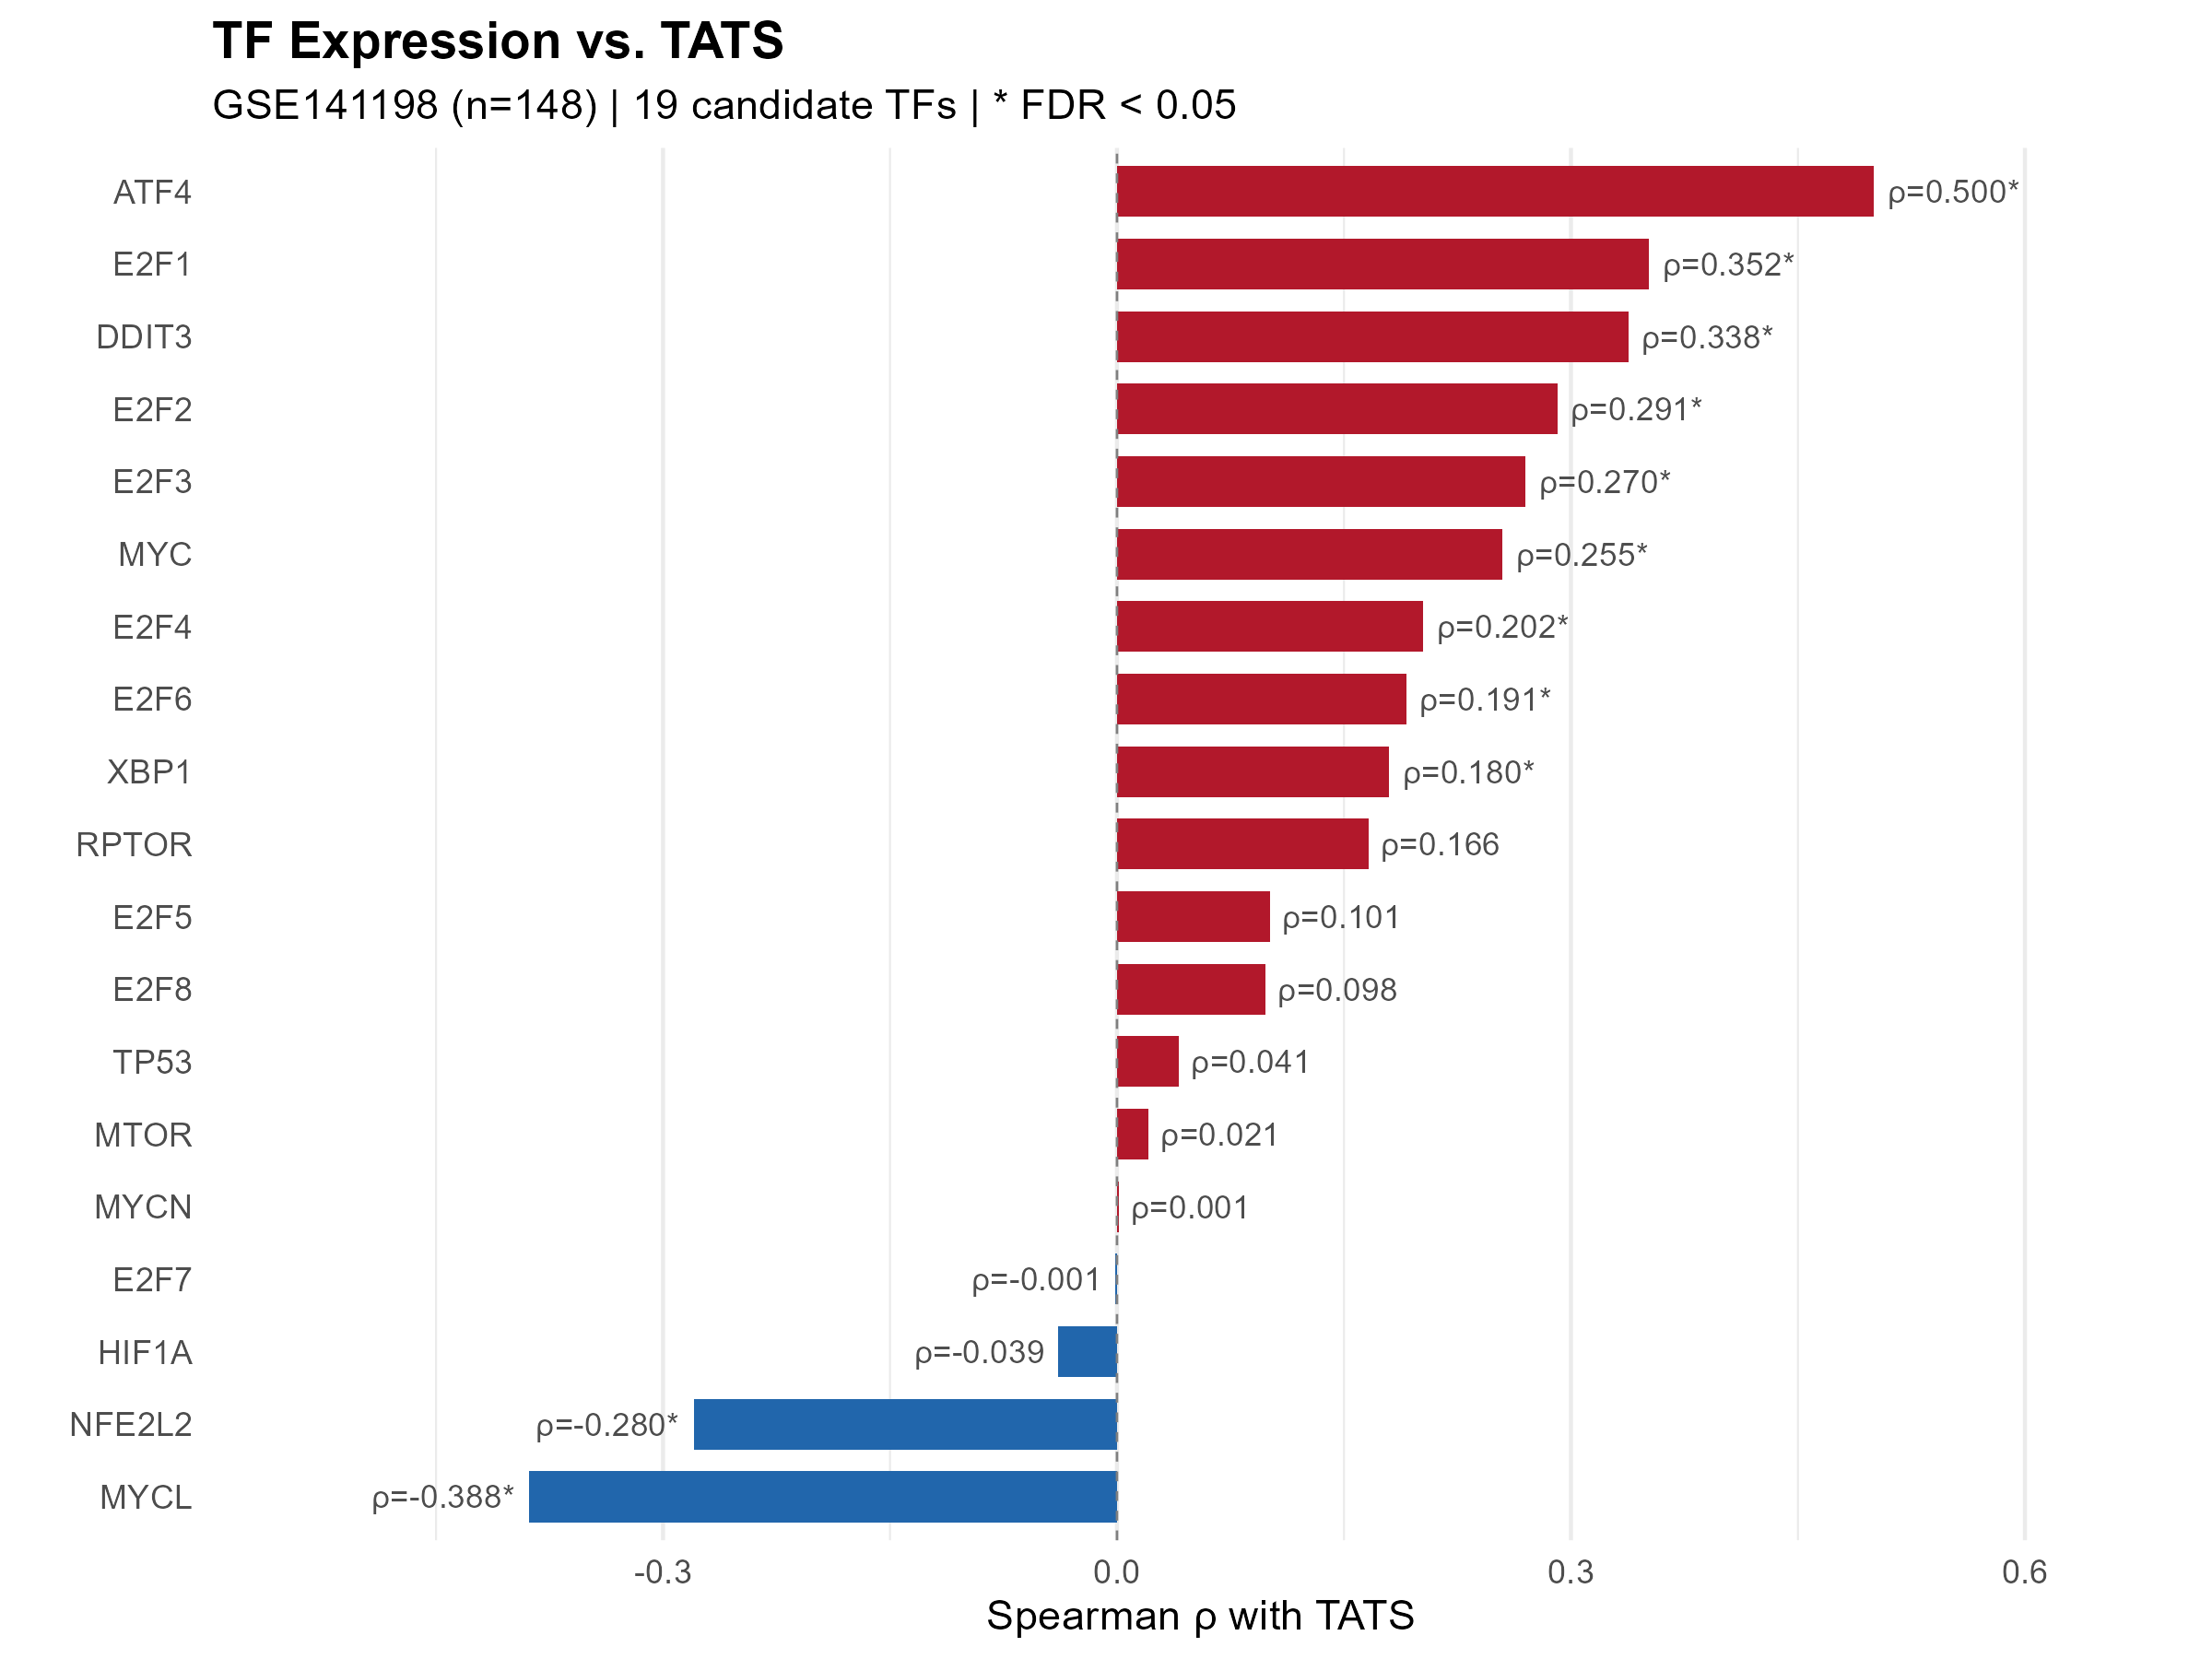 TF Expression vs. TATS
GSE141198 (n=148) | 19 candidate TFs | * FDR < 0.05
ATF4 ρ=0.500*
E2F1 ρ=0.352*
DDIT3 ρ=0.338*
E2F2 ρ=0.291*
E2F3 ρ=0.270*
MYC ρ=0.255*
E2F4 ρ=0.202*
E2F6 ρ=0.191*
XBP1 ρ=0.180*
RPTOR ρ=0.166
E2F5 ρ=0.101
E2F8 ρ=0.098
TP53 ρ=0.041
MTOR ρ=0.021
MYCN ρ=0.001
E2F7 ρ=-0.001
HIF1A ρ=-0.039
NFE2L2 ρ=-0.280*
MYCL ρ=-0.388*
-0.3 0.0 0.3 0.6
Spearman ρ with TATS